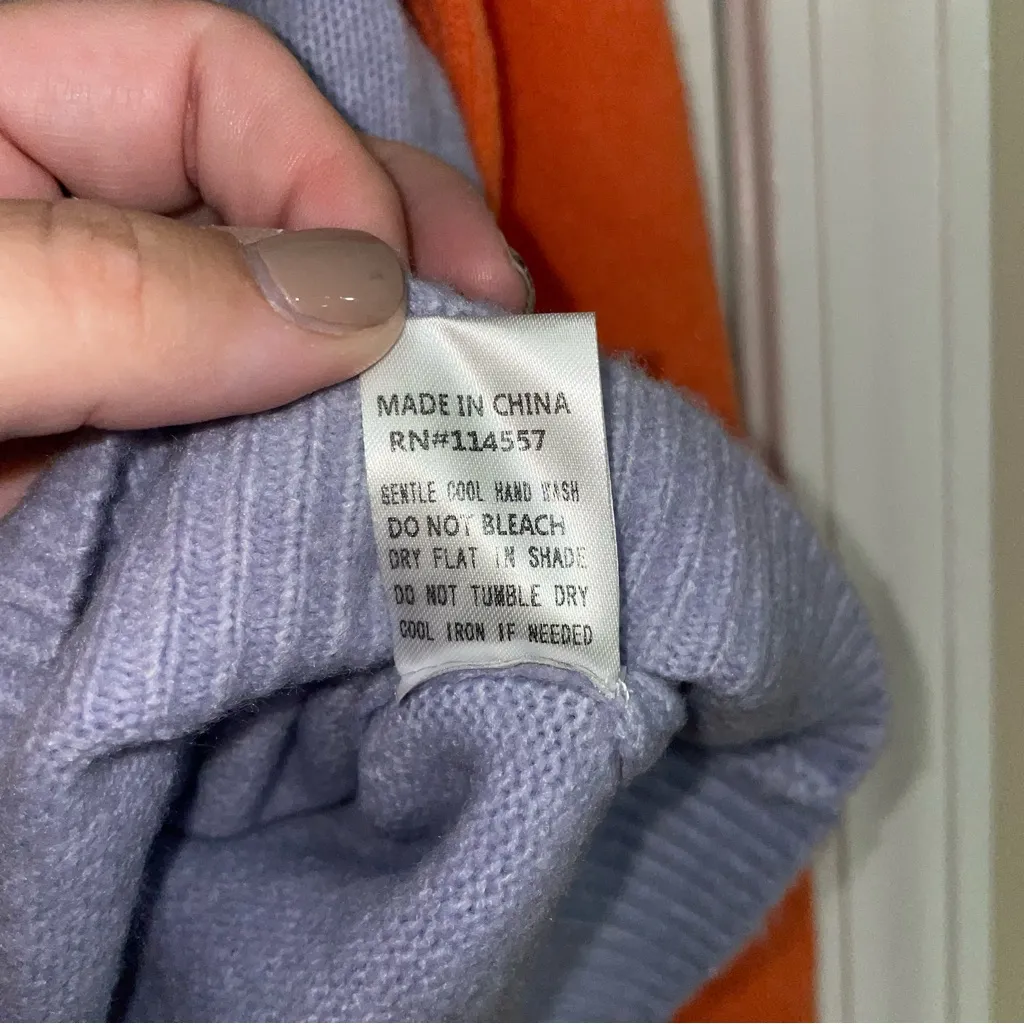 MADE IN CHINA
RN#114557
GENTLE COOL HAND WASH
DO NOT BLEACH
DRY FLAT IN SHADE
DO NOT TUMBLE DRY
COOL IRON IF NEEDED